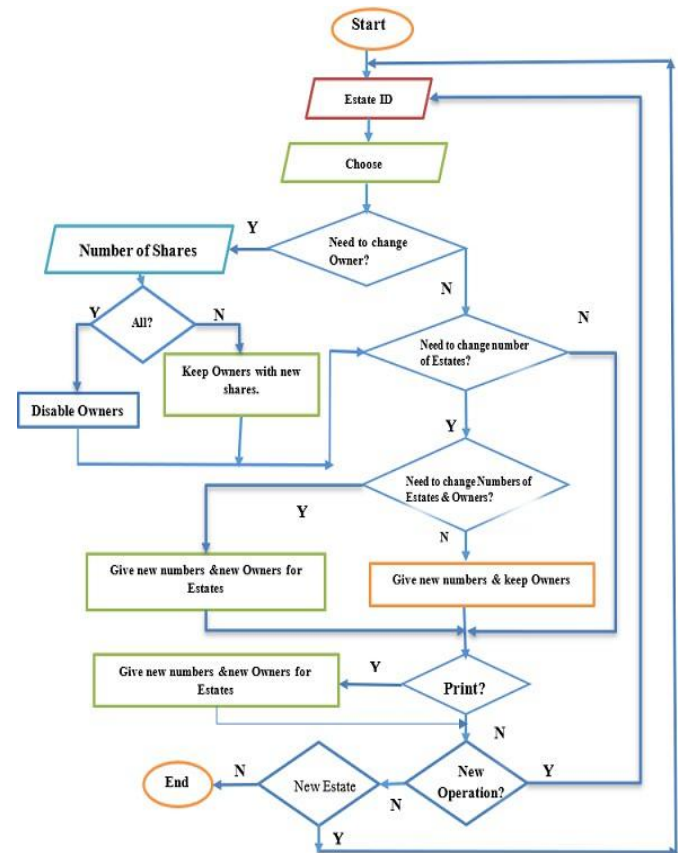 Start
Estate ID
Choose
Y
Need to change
Owner?
Number of Shares
N
Y
All?
N
N
Need to change number
of Estates?
Keep Owners with new
shares.
Disable Owners
Y
Need to change Numbers of
Estates & Owners?
Y
N
Give new numbers &new Owners for
Estates
Give new numbers & keep Owners
Give new numbers &new Owners for
Estates
Y
Print?
N
End
N
New Estate
N
New
Operation?
Y
Y